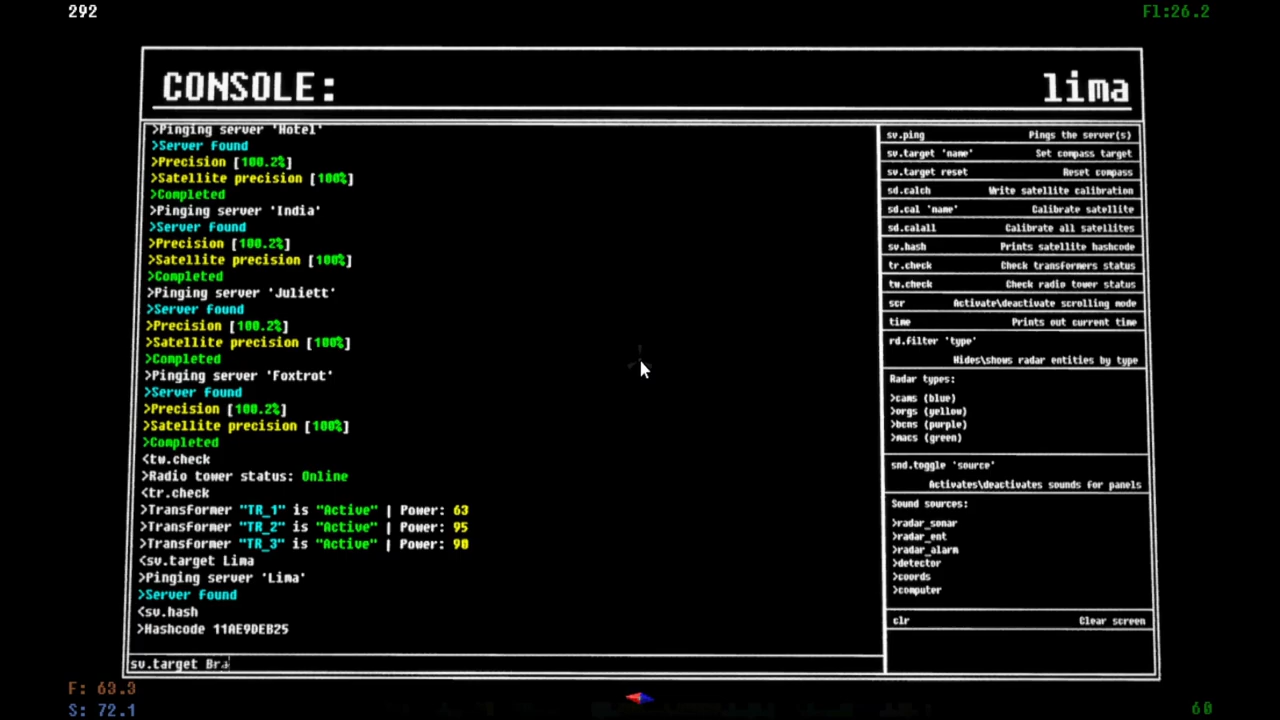 292
Fl:26.2
CONSOLE:
lima
>Pinging server 'Hotel'
>Server Found
>Precision [100.2%]
>Satellite precision [100%]
>Completed
>Pinging server 'India'
>Server Found
>Precision [100.2%]
>Satellite precision [100%]
>Completed
>Pinging server 'Juliett'
>Server Found
>Precision [100.2%]
>Satellite precision [100%]
>Completed
>Pinging server 'Foxtrot'
>Server Found
>Precision [100.2%]
>Satellite precision [100%]
>Completed
<tw.check
>Radio tower status: Online
<tr.check
>Transformer "TR_1" is "Active" | Power: 63
>Transformer "TR_2" is "Active" | Power: 95
>Transformer "TR_3" is "Active" | Power: 90
<sv.target Lima
>Pinging server 'Lima'
>Server Found
<sv.hash
>Hashcode 11AE9DEB25
sv.target Bra
sv.ping Pings the server(s)
sv.target 'name' Set compass target
sv.target reset Reset compass
sd.calch Write satellite calibration
sd.cal 'name' Calibrate satellite
sd.calall Calibrate all satellites
sv.hash Prints satellite hashcode
tr.check Check transformers status
tw.check Check radio tower status
scr Activate\deactivate scrolling mode
time Prints out current time
rd.filter 'type'
Hides\shows radar entities by type
Radar types:
>cams (blue)
>orgs (yellow)
>bcns (purple)
>macs (green)
snd.toggle 'source'
Activates\deactivates sounds for panels
Sound sources:
>radar_sonar
>radar_ent
>radar_alarm
>detector
>coords
>computer
clr Clear screen
F: 63.3
S: 72.1
60